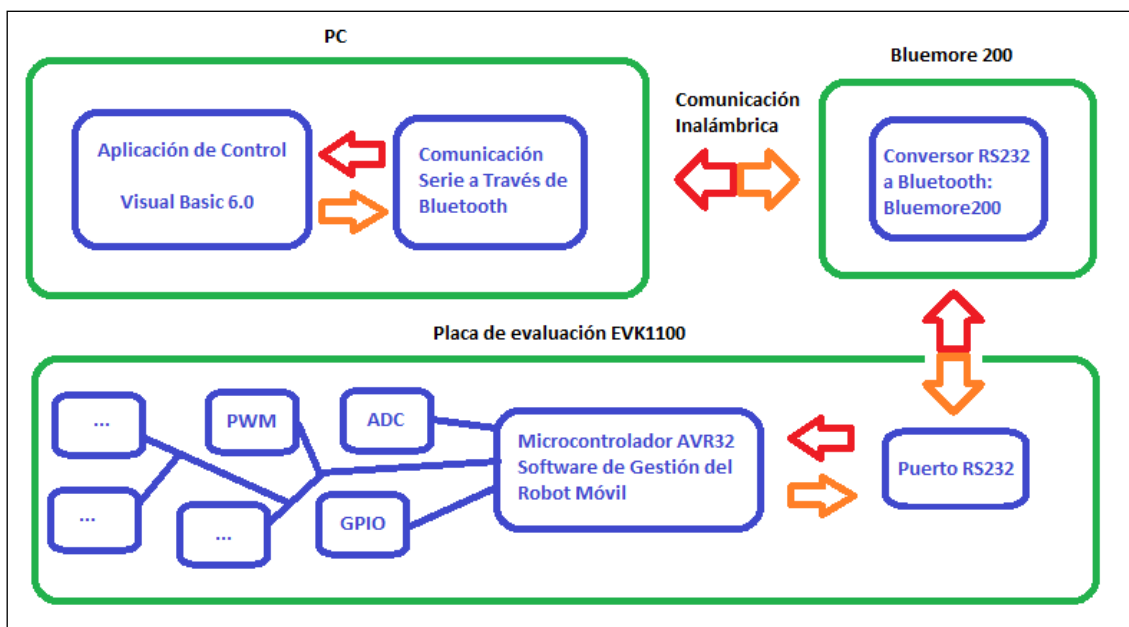 PC
Bluemore 200
Aplicación de Control
Visual Basic 6.0
Comunicación
Serie a Través de
Bluetooth
Comunicación
Inalámbrica
Conversor RS232
a Bluetooth:
Bluemore200
Placa de evaluación EVK1100
...
PWM
ADC
Microcontrolador AVR32
Software de Gestión del
Robot Móvil
Puerto RS232
...
...
GPIO